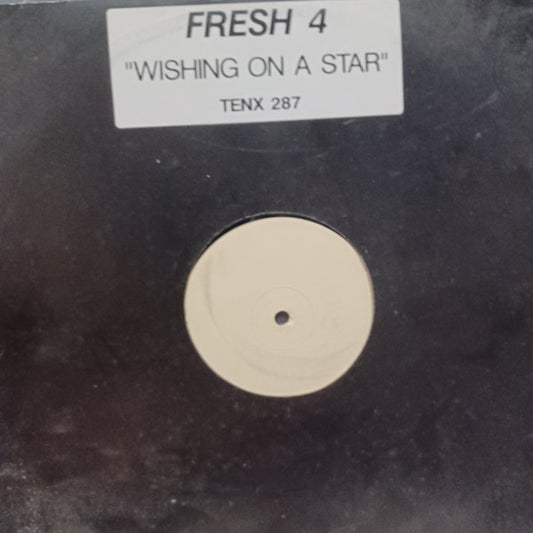 FRESH 4
"WISHING ON A STAR"
TENX 287